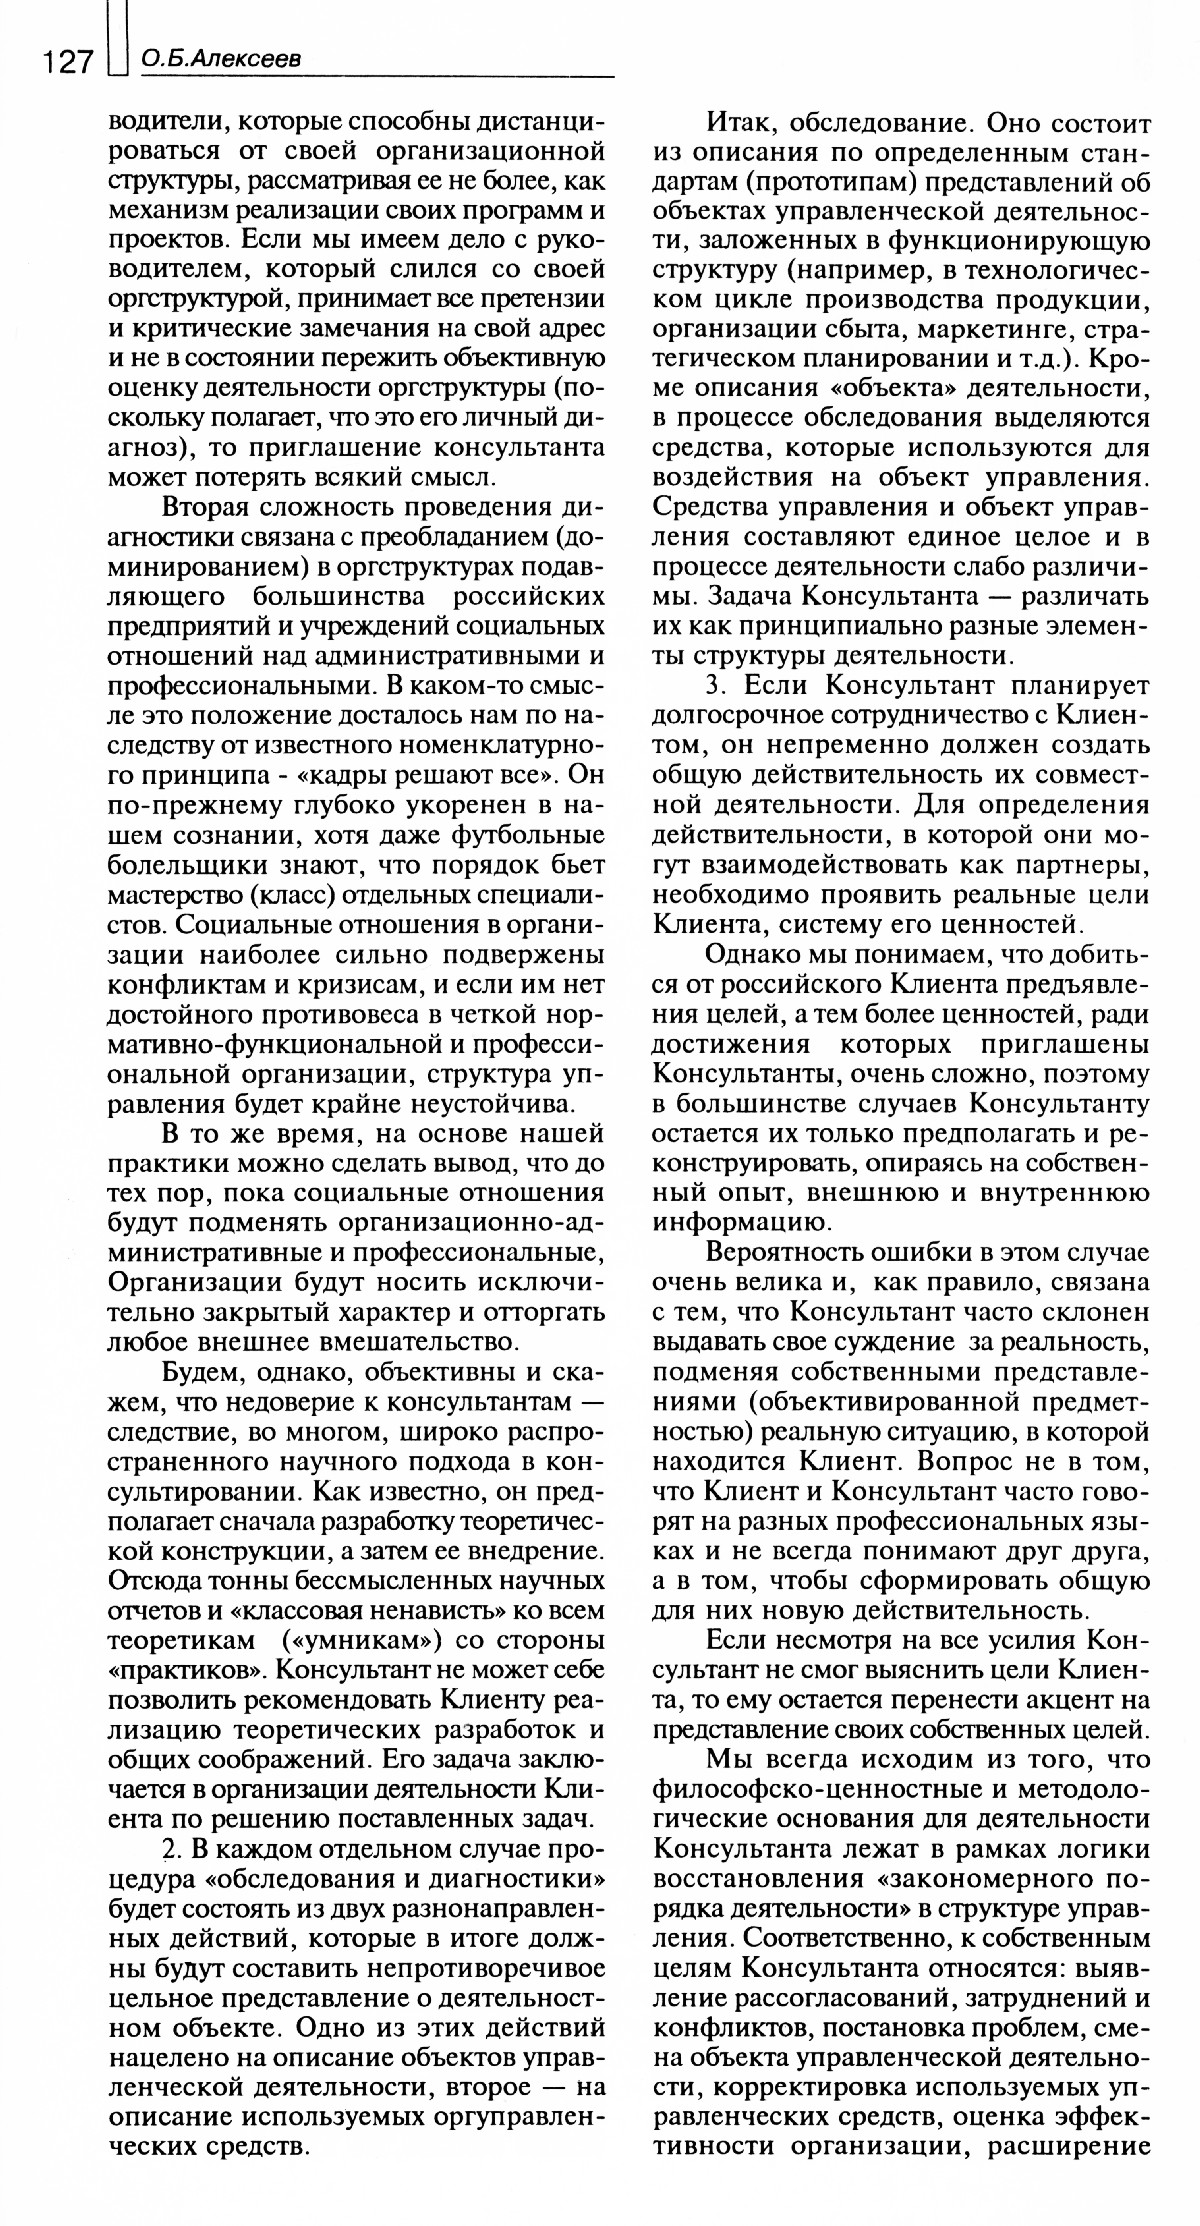 127
О.Б.Алексеев
водители, которые способны дистанци-
роваться от своей организационной
структуры, рассматривая ее не более, как
механизм реализации своих программ и
проектов. Если мы имеем дело с руко-
водителем, который слился со своей
оргструктурой, принимает все претензии
и критические замечания на свой адрес
и не в состоянии пережить объективную
оценку деятельности оргструктуры (по-
скольку полагает, что это его личный ди-
агноз), то приглашение консультанта
может потерять всякий смысл.
Вторая сложность проведения ди-
агностики связана с преобладанием (до-
минированием) в оргструктурах подав-
ляющего большинства российских
предприятий и учреждений социальных
отношений над административными и
профессиональными. В каком-то смыс-
ле это положение досталось нам по на-
следству от известного номенклатурно-
го принципа - «кадры решают все». Он
по-прежнему глубоко укоренен в на-
шем сознании, хотя даже футбольные
болельщики знают, что порядок бьет
мастерство (класс) отдельных специали-
стов. Социальные отношения в органи-
зации наиболее сильно подвержены
конфликтам и кризисам, и если им нет
достойного противовеса в четкой нор-
мативно-функциональной и професси-
ональной организации, структура уп-
равления будет крайне неустойчива.
В то же время, на основе нашей
практики можно сделать вывод, что до
тех пор, пока социальные отношения
будут подменять организационно-ад-
министративные и профессиональные,
Организации будут носить исключи-
тельно закрытый характер и отторгать
любое внешнее вмешательство.
Будем, однако, объективны и ска-
жем, что недоверие к консультантам —
следствие, во многом, широко распро-
страненного научного подхода в кон-
сультировании. Как известно, он пред-
полагает сначала разработку теоретичес-
кой конструкции, а затем ее внедрение.
Отсюда тонны бессмысленных научных
отчетов и «классовая ненависть» ко всем
теоретикам («умникам») со стороны
«практиков». Консультант не может себе
позволить рекомендовать Клиенту реа-
лизацию теоретических разработок и
общих соображений. Его задача заклю-
чается в организации деятельности Кли-
ента по решению поставленных задач.
2. В каждом отдельном случае про-
цедура «обследования и диагностики»
будет состоять из двух разнонаправлен-
ных действий, которые в итоге долж-
ны будут составить непротиворечивое
цельное представление о деятельност-
ном объекте. Одно из этих действий
нацелено на описание объектов управ-
ленческой деятельности, второе — на
описание используемых оргуправлен-
ческих средств.
Итак, обследование. Оно состоит
из описания по определенным стан-
дартам (прототипам) представлений об
объектах управленческой деятельнос-
ти, заложенных в функционирующую
структуру (например, в технологичес-
ком цикле производства продукции,
организации сбыта, маркетинге, стра-
тегическом планировании и т.д.). Кро-
ме описания «объекта» деятельности,
в процессе обследования выделяются
средства, которые используются для
воздействия на объект управления.
Средства управления и объект управ-
ления составляют единое целое и в
процессе деятельности слабо различи-
мы. Задача Консультанта — различать
их как принципиально разные элемен-
ты структуры деятельности.
3. Если Консультант планирует
долгосрочное сотрудничество с Клиен-
том, он непременно должен создать
общую действительность их совмест-
ной деятельности. Для определения
действительности, в которой они мо-
гут взаимодействовать как партнеры,
необходимо проявить реальные цели
Клиента, систему его ценностей.
Однако мы понимаем, что добить-
ся от российского Клиента предъявле-
ния целей, а тем более ценностей, ради
достижения которых приглашены
Консультанты, очень сложно, поэтому
в большинстве случаев Консультанту
остается их только предполагать и ре-
конструировать, опираясь на собствен-
ный опыт, внешнюю и внутреннюю
информацию.
Вероятность ошибки в этом случае
очень велика и, как правило, связана
с тем, что Консультант часто склонен
выдавать свое суждение за реальность,
подменяя собственными представле-
ниями (объективированной предмет-
ностью) реальную ситуацию, в которой
находится Клиент. Вопрос не в том,
что Клиент и Консультант часто гово-
рят на разных профессиональных язы-
ках и не всегда понимают друг друга,
а в том, чтобы сформировать общую
для них новую действительность.
Если несмотря на все усилия Кон-
сультант не смог выяснить цели Клиен-
та, то ему остается перенести акцент на
представление своих собственных целей.
Мы всегда исходим из того, что
философско-ценностные и методоло-
гические основания для деятельности
Консультанта лежат в рамках логики
восстановления «закономерного по-
рядка деятельности» в структуре управ-
ления. Соответственно, к собственным
целям Консультанта относятся: выяв-
ление рассогласований, затруднений и
конфликтов, постановка проблем, сме-
на объекта управленческой деятельно-
сти, корректировка используемых уп-
равленческих средств, оценка эффек-
тивности организации, расширение